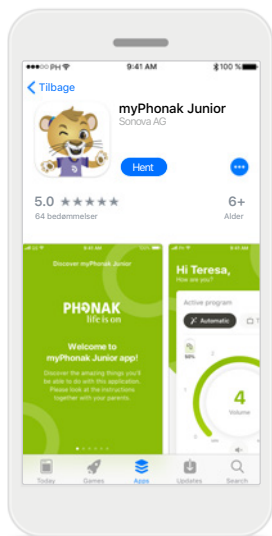 PH 9:41 AM 100 %
Tilbage
myPhonak Junior
Sonova AG
Hent
5.0 ★★★★★ 6+
64 bedømmelser Alder
Discover myPhonak Junior
PHONAK
life is on
Welcome to
myPhonak Junior app!
Discover the amazing things you'll
be able to do with this application.
Please look at the instructions
together with your parents.
Hi Teresa,
How are you?
Active program
Automatic
50%
4
Volume
Today Games Apps Updates Search